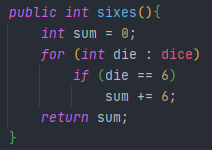 public int sixes(){
    int sum = 0;
    for (int die : dice)
        if (die == 6)
            sum += 6;
    return sum;
}